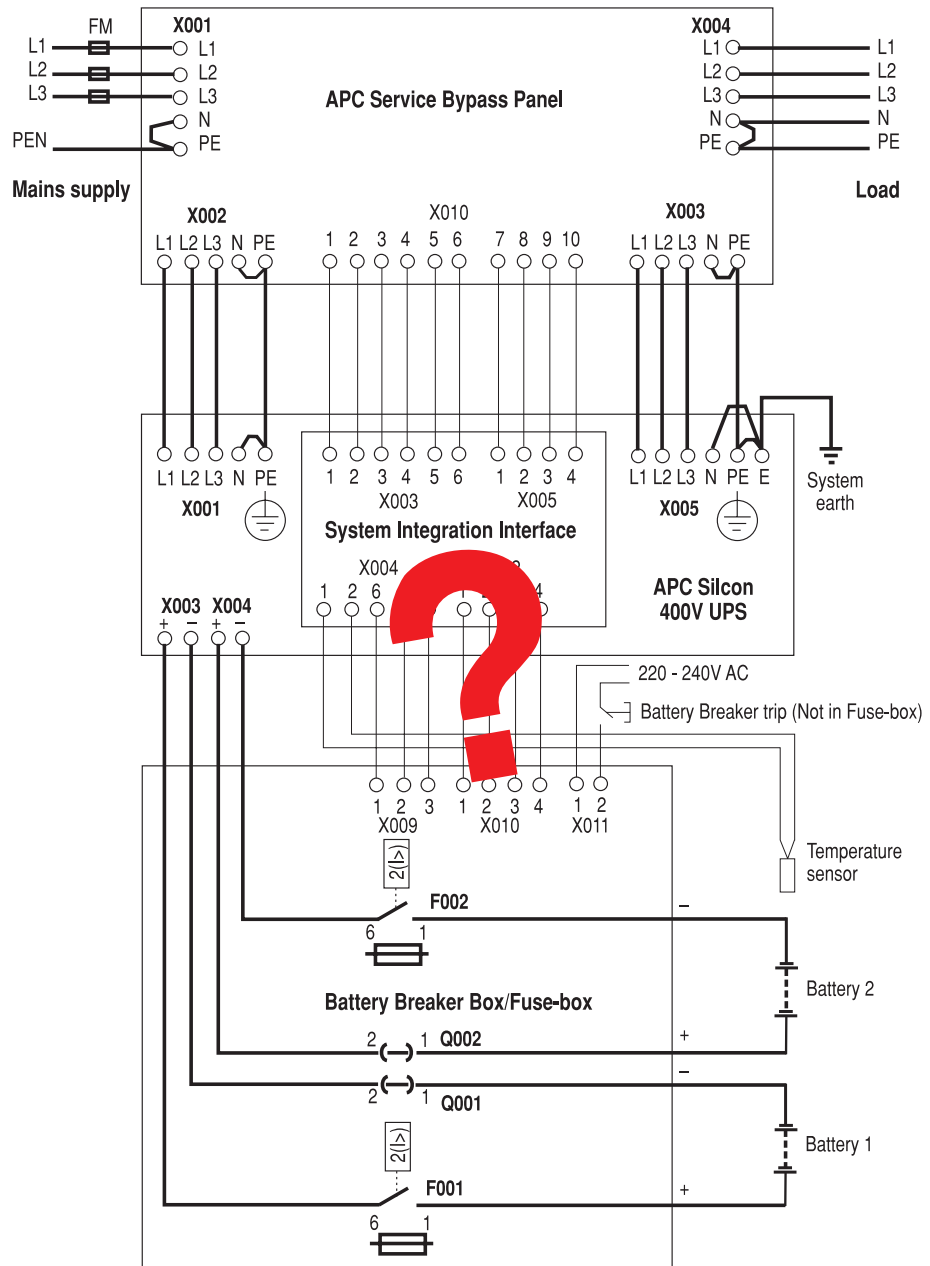 FM X001 X004
L1 L1 L1 L1
L2 L2 L2 L2
L3 L3 L3 L3
APC Service Bypass Panel
N N N
PEN PE PE PE
Mains supply Load
X002 X010 X003
L1 L2 L3 N PE 1 2 3 4 5 6 7 8 9 10 L1 L2 L3 N PE
L1 L2 L3 N PE 1 2 3 4 5 6 1 2 3 4 L1 L2 L3 N PE E
X001 X003 X005 X005
System
earth
System Integration Interface
X004
1 2 6 4
APC Silcon
400V UPS
X003 X004
+ − + −
220 - 240V AC
Battery Breaker trip (Not in Fuse-box)
1 2 3 1 2 3 4 1 2
X009 X010 X011
Temperature
sensor
2(I>)
F002 −
6 1
Battery 2
Battery Breaker Box/Fuse-box
2 1 Q002 +
−
2 1 Q001
2(I>)
Battery 1
F001 +
6 1
?